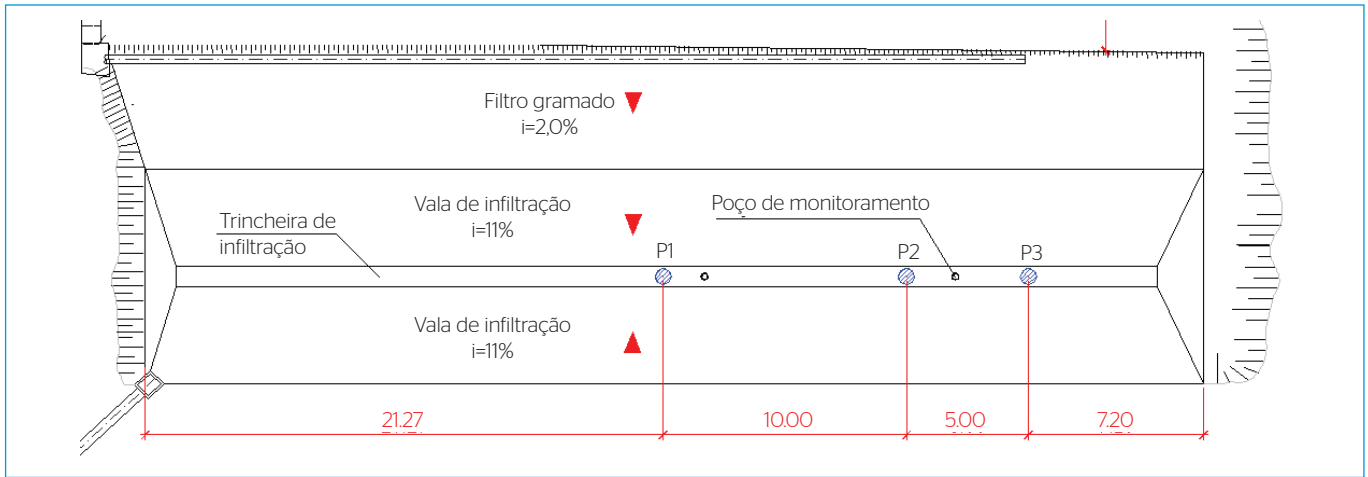 Filtro gramado
i=2,0%
Vala de infiltração
i=11%
Trincheira de
infiltração
Poço de monitoramento
P1
P2
P3
Vala de infiltração
i=11%
21.27
10.00
5.00
7.20